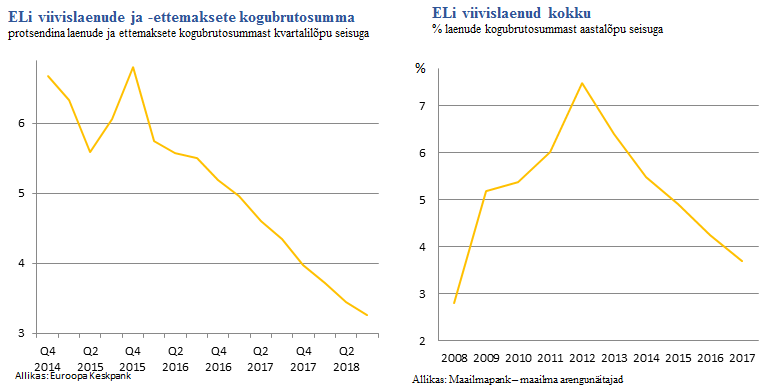 ELi viivislaenude ja -ettemaksete kogubrutosumma
protsendina laenude ja ettemaksete kogubrutosummast kvartalilõpu seisuga
6
5
4
3
Q4 Q2 Q4 Q2 Q4 Q2 Q4 Q2
2014 2015 2015 2016 2016 2017 2017 2018
Allikas: Euroopa Keskpank
ELi viivislaenud kokku
% laenude kogubrutosummast aastalõpu seisuga
%
7
6
5
4
3
2
2008 2009 2010 2011 2012 2013 2014 2015 2016 2017
Allikas: Maailmapank – maailma arengunäitajad